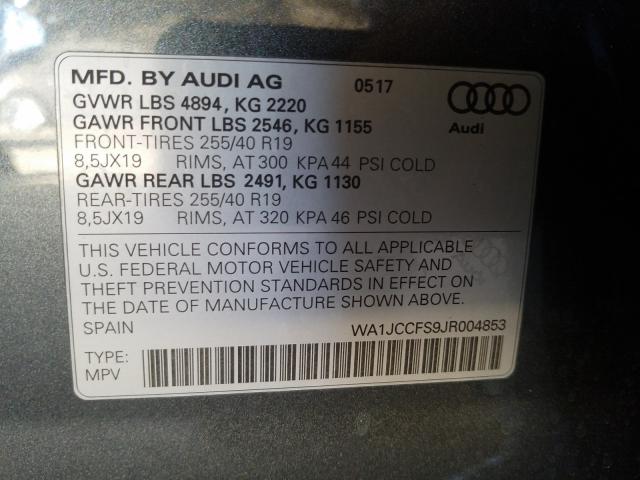 MFD. BY AUDI AG 0517
GVWR LBS 4894, KG 2220
GAWR FRONT LBS 2546, KG 1155 Audi
FRONT-TIRES 255/40 R19
8,5JX19 RIMS, AT 300 KPA 44 PSI COLD
GAWR REAR LBS 2491, KG 1130
REAR-TIRES 255/40 R19
8,5JX19 RIMS, AT 320 KPA 46 PSI COLD
THIS VEHICLE CONFORMS TO ALL APPLICABLE
U.S. FEDERAL MOTOR VEHICLE SAFETY AND
THEFT PREVENTION STANDARDS IN EFFECT ON
THE DATE OF MANUFACTURE SHOWN ABOVE.
SPAIN WA1JCCFS9JR004853
TYPE:
MPV